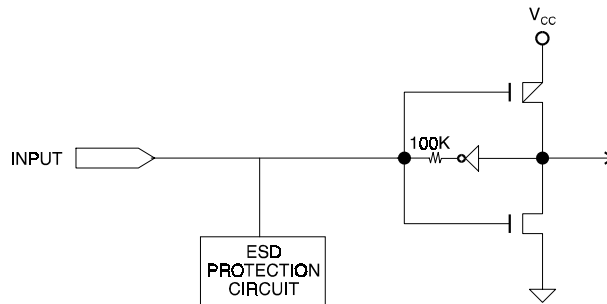 VCC
100K
INPUT
ESD
PROTECTION
CIRCUIT